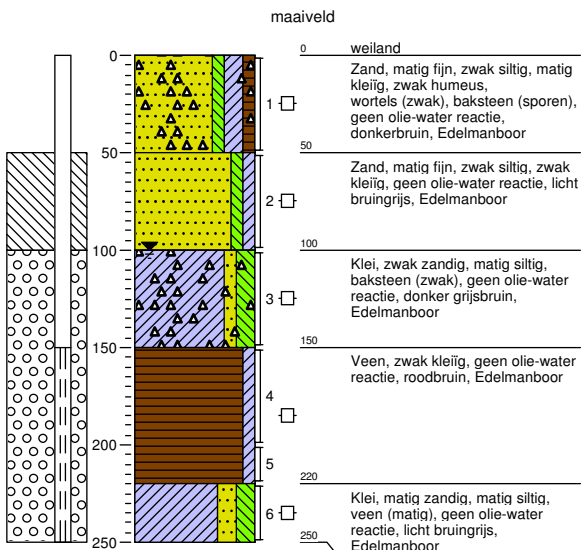 maaiveld
0
0
weiland
Zand, matig fijn, zwak siltig, matig
kleiïg, zwak humeus,
wortels (zwak), baksteen (sporen),
geen olie-water reactie,
donkerbruin, Edelmanboor
1
50
50
Zand, matig fijn, zwak siltig, zwak
kleiïg, geen olie-water reactie, licht
bruingrijs, Edelmanboor
2
100
100
Klei, zwak zandig, matig siltig,
baksteen (zwak), geen olie-water
reactie, donker grijsbruin,
Edelmanboor
3
150
150
Veen, zwak kleiïg, geen olie-water
reactie, roodbruin, Edelmanboor
4
200
5
220
Klei, matig zandig, matig siltig,
veen (matig), geen olie-water
reactie, licht bruingrijs,
Edelmanboor
6
250
250